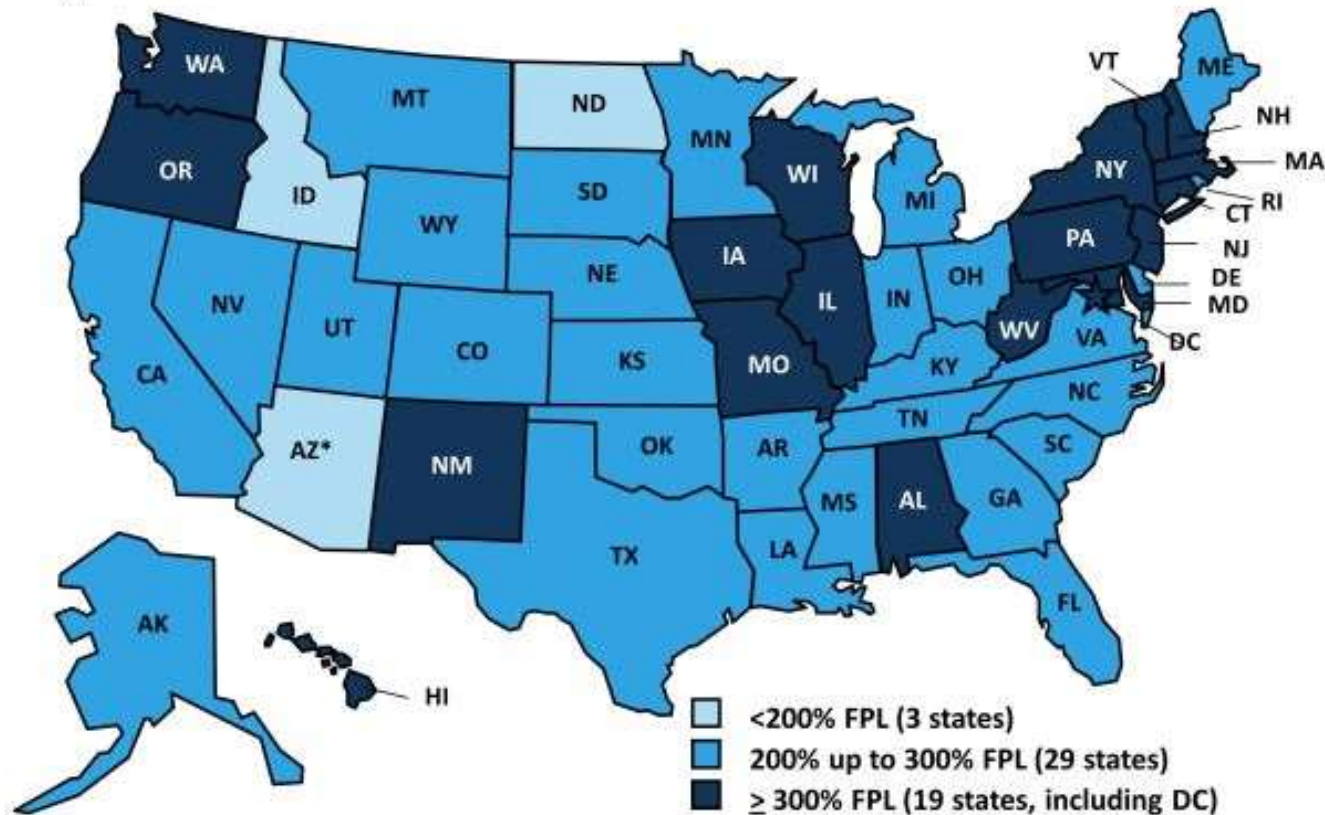 WA
MT
ND
MN
VT
ME
NH
MA
OR
ID
SD
WI
NY
RI
WY
MI
CT
PA
NJ
IA
NE
OH
DE
NV
IL
IN
MD
UT
WV
CO
VA
DC
CA
KS
MO
KY
NC
TN
AZ*
NM
OK
AR
SC
MS
AL
GA
TX
LA
FL
AK
HI
<200% FPL (3 states)
200% up to 300% FPL (29 states)
≥ 300% FPL (19 states, including DC)